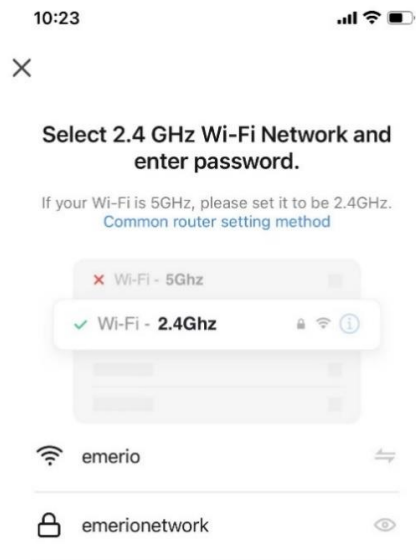 10:23
Select 2.4 GHz Wi-Fi Network and
enter password.
If your Wi-Fi is 5GHz, please set it to be 2.4GHz.
Common router setting method
Wi-Fi - 5Ghz
Wi-Fi - 2.4Ghz
emerio
emerionetwork